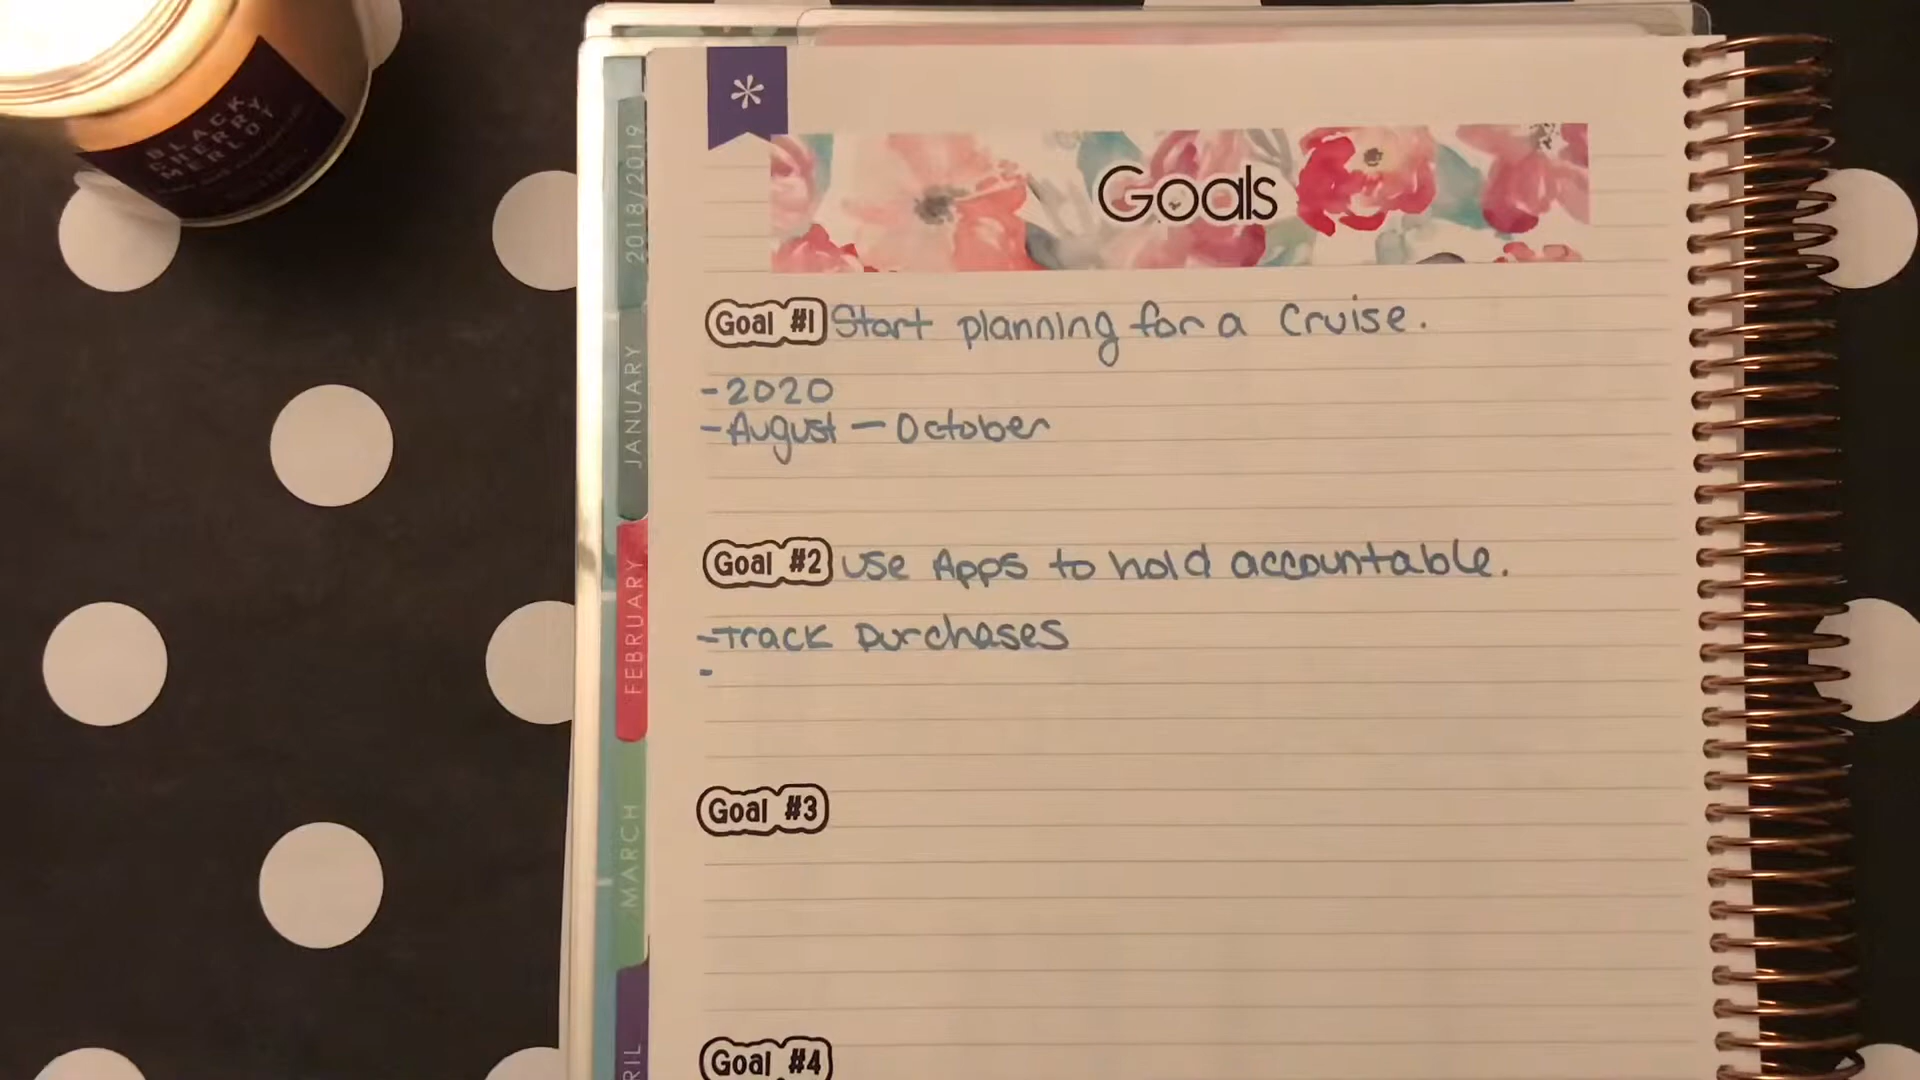 BLACK
CHERRY
MERLOT
*
Goals
2018/2019
JANUARY
FEBRUARY
MARCH
RIL
Goal #1 Start planning for a Cruise.
-2020
-August - October
Goal #2 Use Apps to hold accountable.
-Track Purchases
-
Goal #3
Goal #4